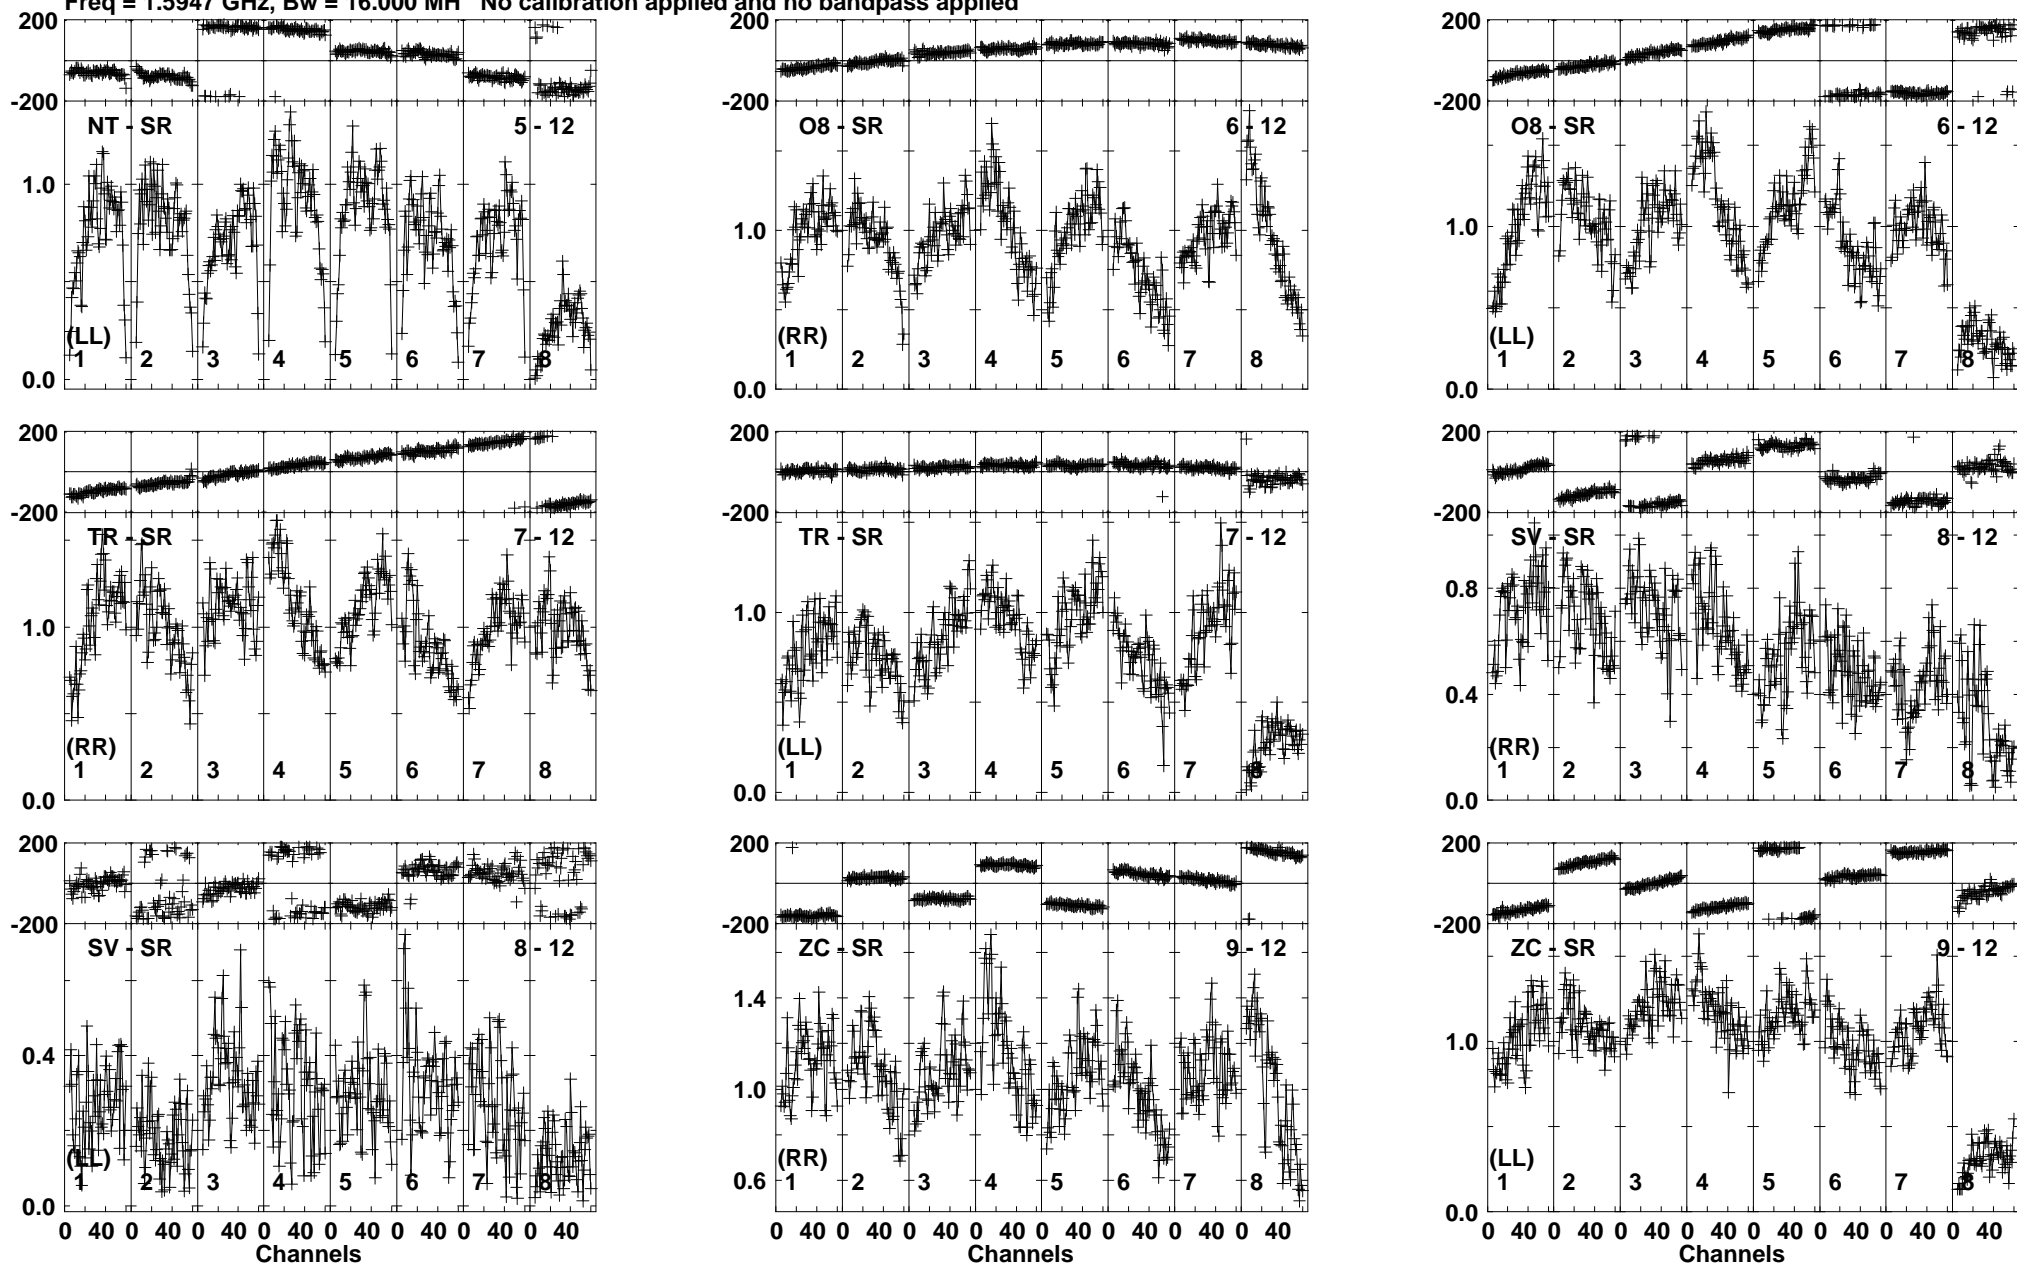 Freq = 1.5947 GHz, Bw = 16.000 MH No calibration applied and no bandpass applied
200 200 200
-200 -200 -200
NT - SR 5 - 12 O8 - SR 6 - 12 O8 - SR 6 - 12
1.0 1.0 1.0
(LL) (RR) (LL)
1 2 3 4 5 6 7 8 1 2 3 4 5 6 7 8 1 2 3 4 5 6 7 8
0.0 0.0 0.0
200 200 200
-200 -200 -200
TR - SR 7 - 12 TR - SR 7 - 12 SV - SR 8 - 12
1.0 1.0 0.8
0.4
(RR) (LL) (RR)
1 2 3 4 5 6 7 8 1 2 3 4 5 6 7 8 1 2 3 4 5 6 7 8
0.0 0.0 0.0
200 200 200
-200 -200 -200
SV - SR 8 - 12 ZC - SR 9 - 12 ZC - SR 9 - 12
1.4
0.4 1.0 1.0
(LL) (RR) (LL)
1 2 3 4 5 6 7 8 1 2 3 4 5 6 7 8 1 2 3 4 5 6 7 8
0.0 0.6 0.0
0 40 0 40 0 40 0 40 0 40 0 40 0 40 0 40 0 40 0 40 0 40 0 40 0 40 0 40 0 40 0 40 0 40 0 40 0 40 0 40 0 40 0 40 0 40 0 40
Channels Channels Channels